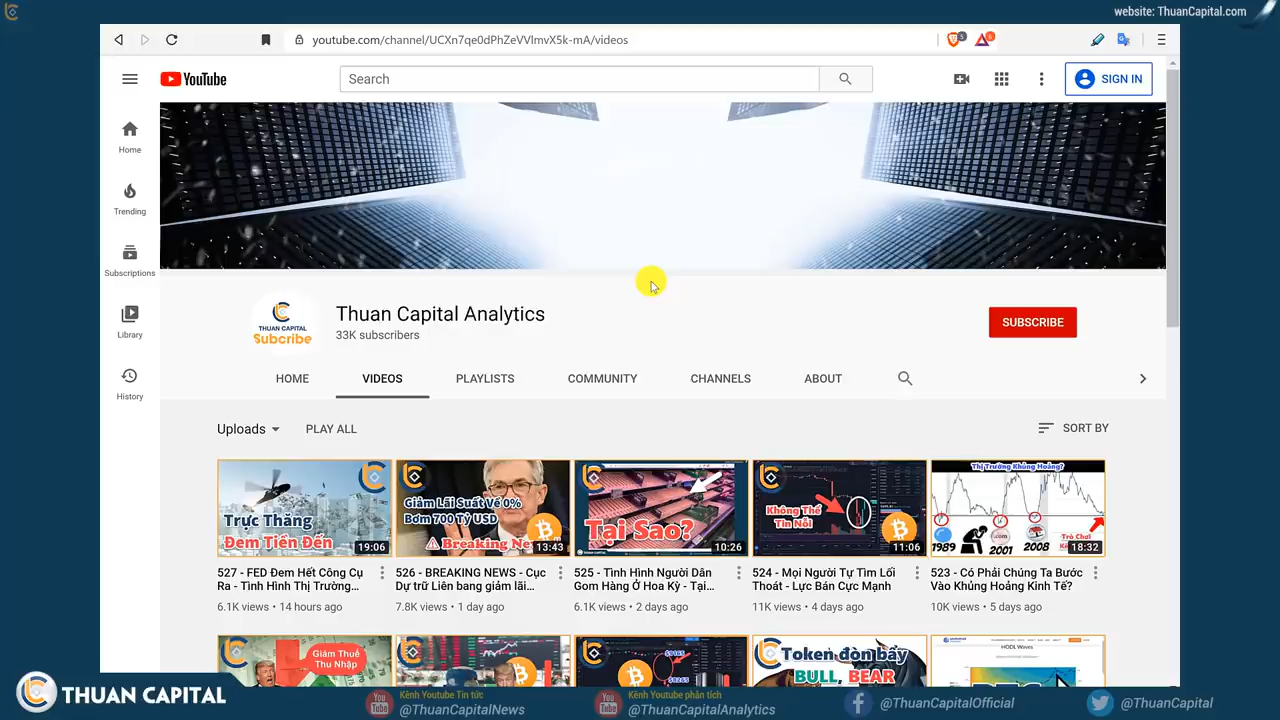 website: ThuanCapital.com
youtube.com/channel/UCXn7qe0dPhZeVVlmvX5k-mA/videos
YouTube
Search
SIGN IN
Home
Trending
Subscriptions
Library
History
THUAN CAPITAL
Subcribe
Thuan Capital Analytics
33K subscribers
SUBSCRIBE
HOME
VIDEOS
PLAYLISTS
COMMUNITY
CHANNELS
ABOUT
Uploads
PLAY ALL
SORT BY
Trực Thăng
Đem Tiền Đến
19:06
Giảm Lãi Suất Về 0%
Bơm 700 Tỷ USD
Breaking Ne
13:43
Tại Sao?
10:26
Không Thể
Tin Nổi
11:06
Thị Trường Khủng Hoảng?
1989
2001
2008
Trò Chơi
18:32
527 - FED Đem Hết Công Cụ
Ra - Tình Hình Thị Trường...
6.1K views • 14 hours ago
526 - BREAKING NEWS - Cục
Dự trữ Liên bang giảm lãi...
7.8K views • 1 day ago
525 - Tình Hình Người Dân
Gom Hàng Ở Hoa Kỳ - Tại...
6.1K views • 2 days ago
524 - Mọi Người Tự Tìm Lối
Thoát - Lực Bán Cực Mạnh
11K views • 4 days ago
523 - Có Phải Chúng Ta Bước
Vào Khủng Hoảng Kinh Tế?
10K views • 5 days ago
Giảm Thuế
Thu Nhập
Token đòn bẩy
BULL, BEAR
HODL Waves
THUAN CAPITAL
Kênh Youtube Tin tức
@ThuanCapitalNews
Kênh Youtube phân tích
@ThuanCapitalAnalytics
@ThuanCapitalOfficial
@ThuanCapital